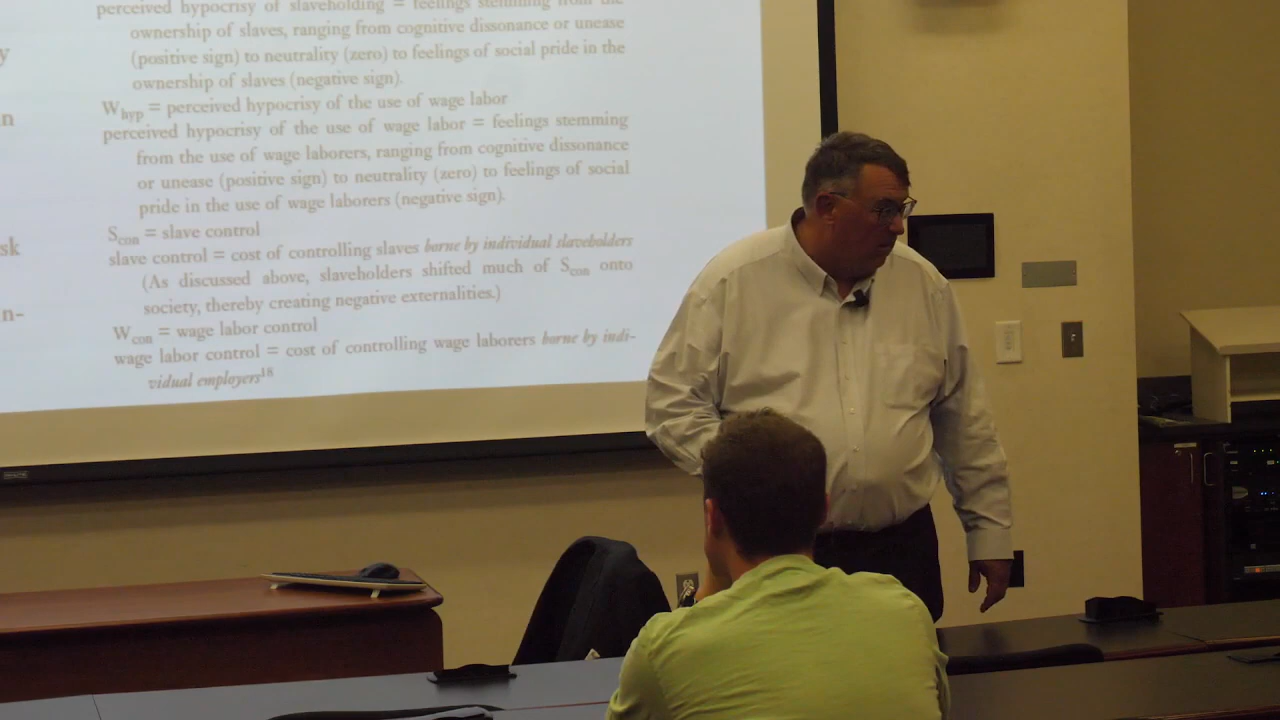 perceived hypocrisy of slaveholding = feelings stemming from the
ownership of slaves, ranging from cognitive dissonance or unease
(positive sign) to neutrality (zero) to feelings of social pride in the
ownership of slaves (negative sign).
W_hyp = perceived hypocrisy of the use of wage labor
perceived hypocrisy of the use of wage labor = feelings stemming
from the use of wage laborers, ranging from cognitive dissonance
or unease (positive sign) to neutrality (zero) to feelings of social
pride in the use of wage laborers (negative sign).
S_con = slave control
slave control = cost of controlling slaves borne by individual slaveholders
(As discussed above, slaveholders shifted much of S_con onto
society, thereby creating negative externalities.)
W_con = wage labor control
wage labor control = cost of controlling wage laborers borne by indi-
vidual employers18
y
n
sk
n-